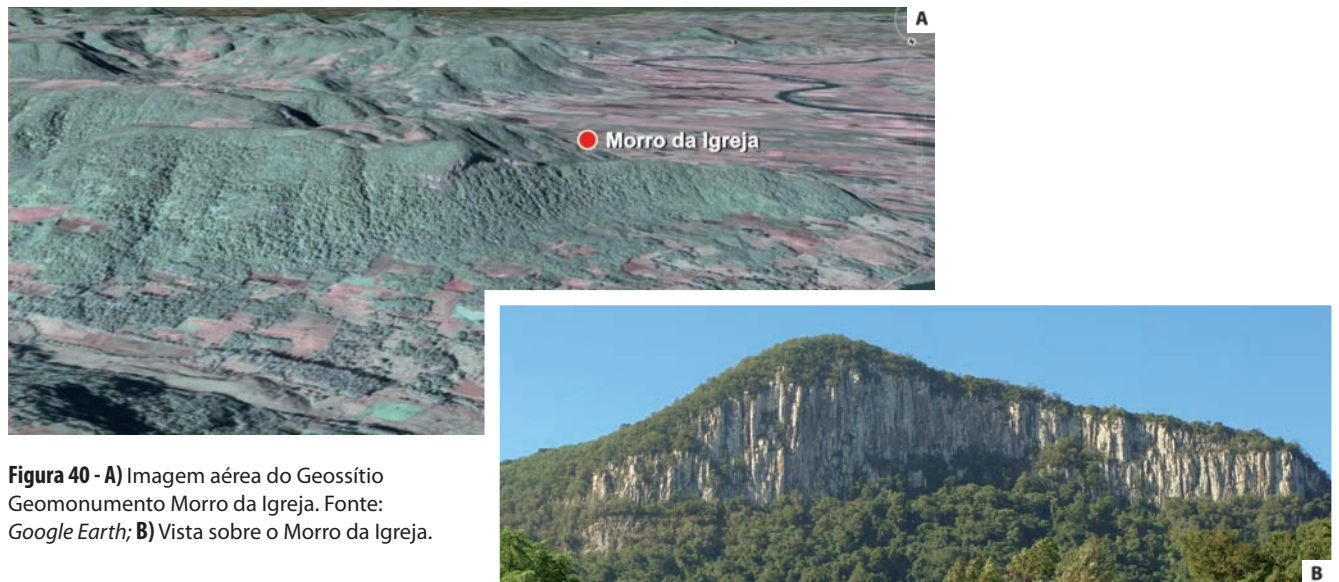 A
Morro da Igreja
Figura 40 - A) Imagem aérea do Geossítio
Geomonumento Morro da Igreja. Fonte:
Google Earth; B) Vista sobre o Morro da Igreja.
B